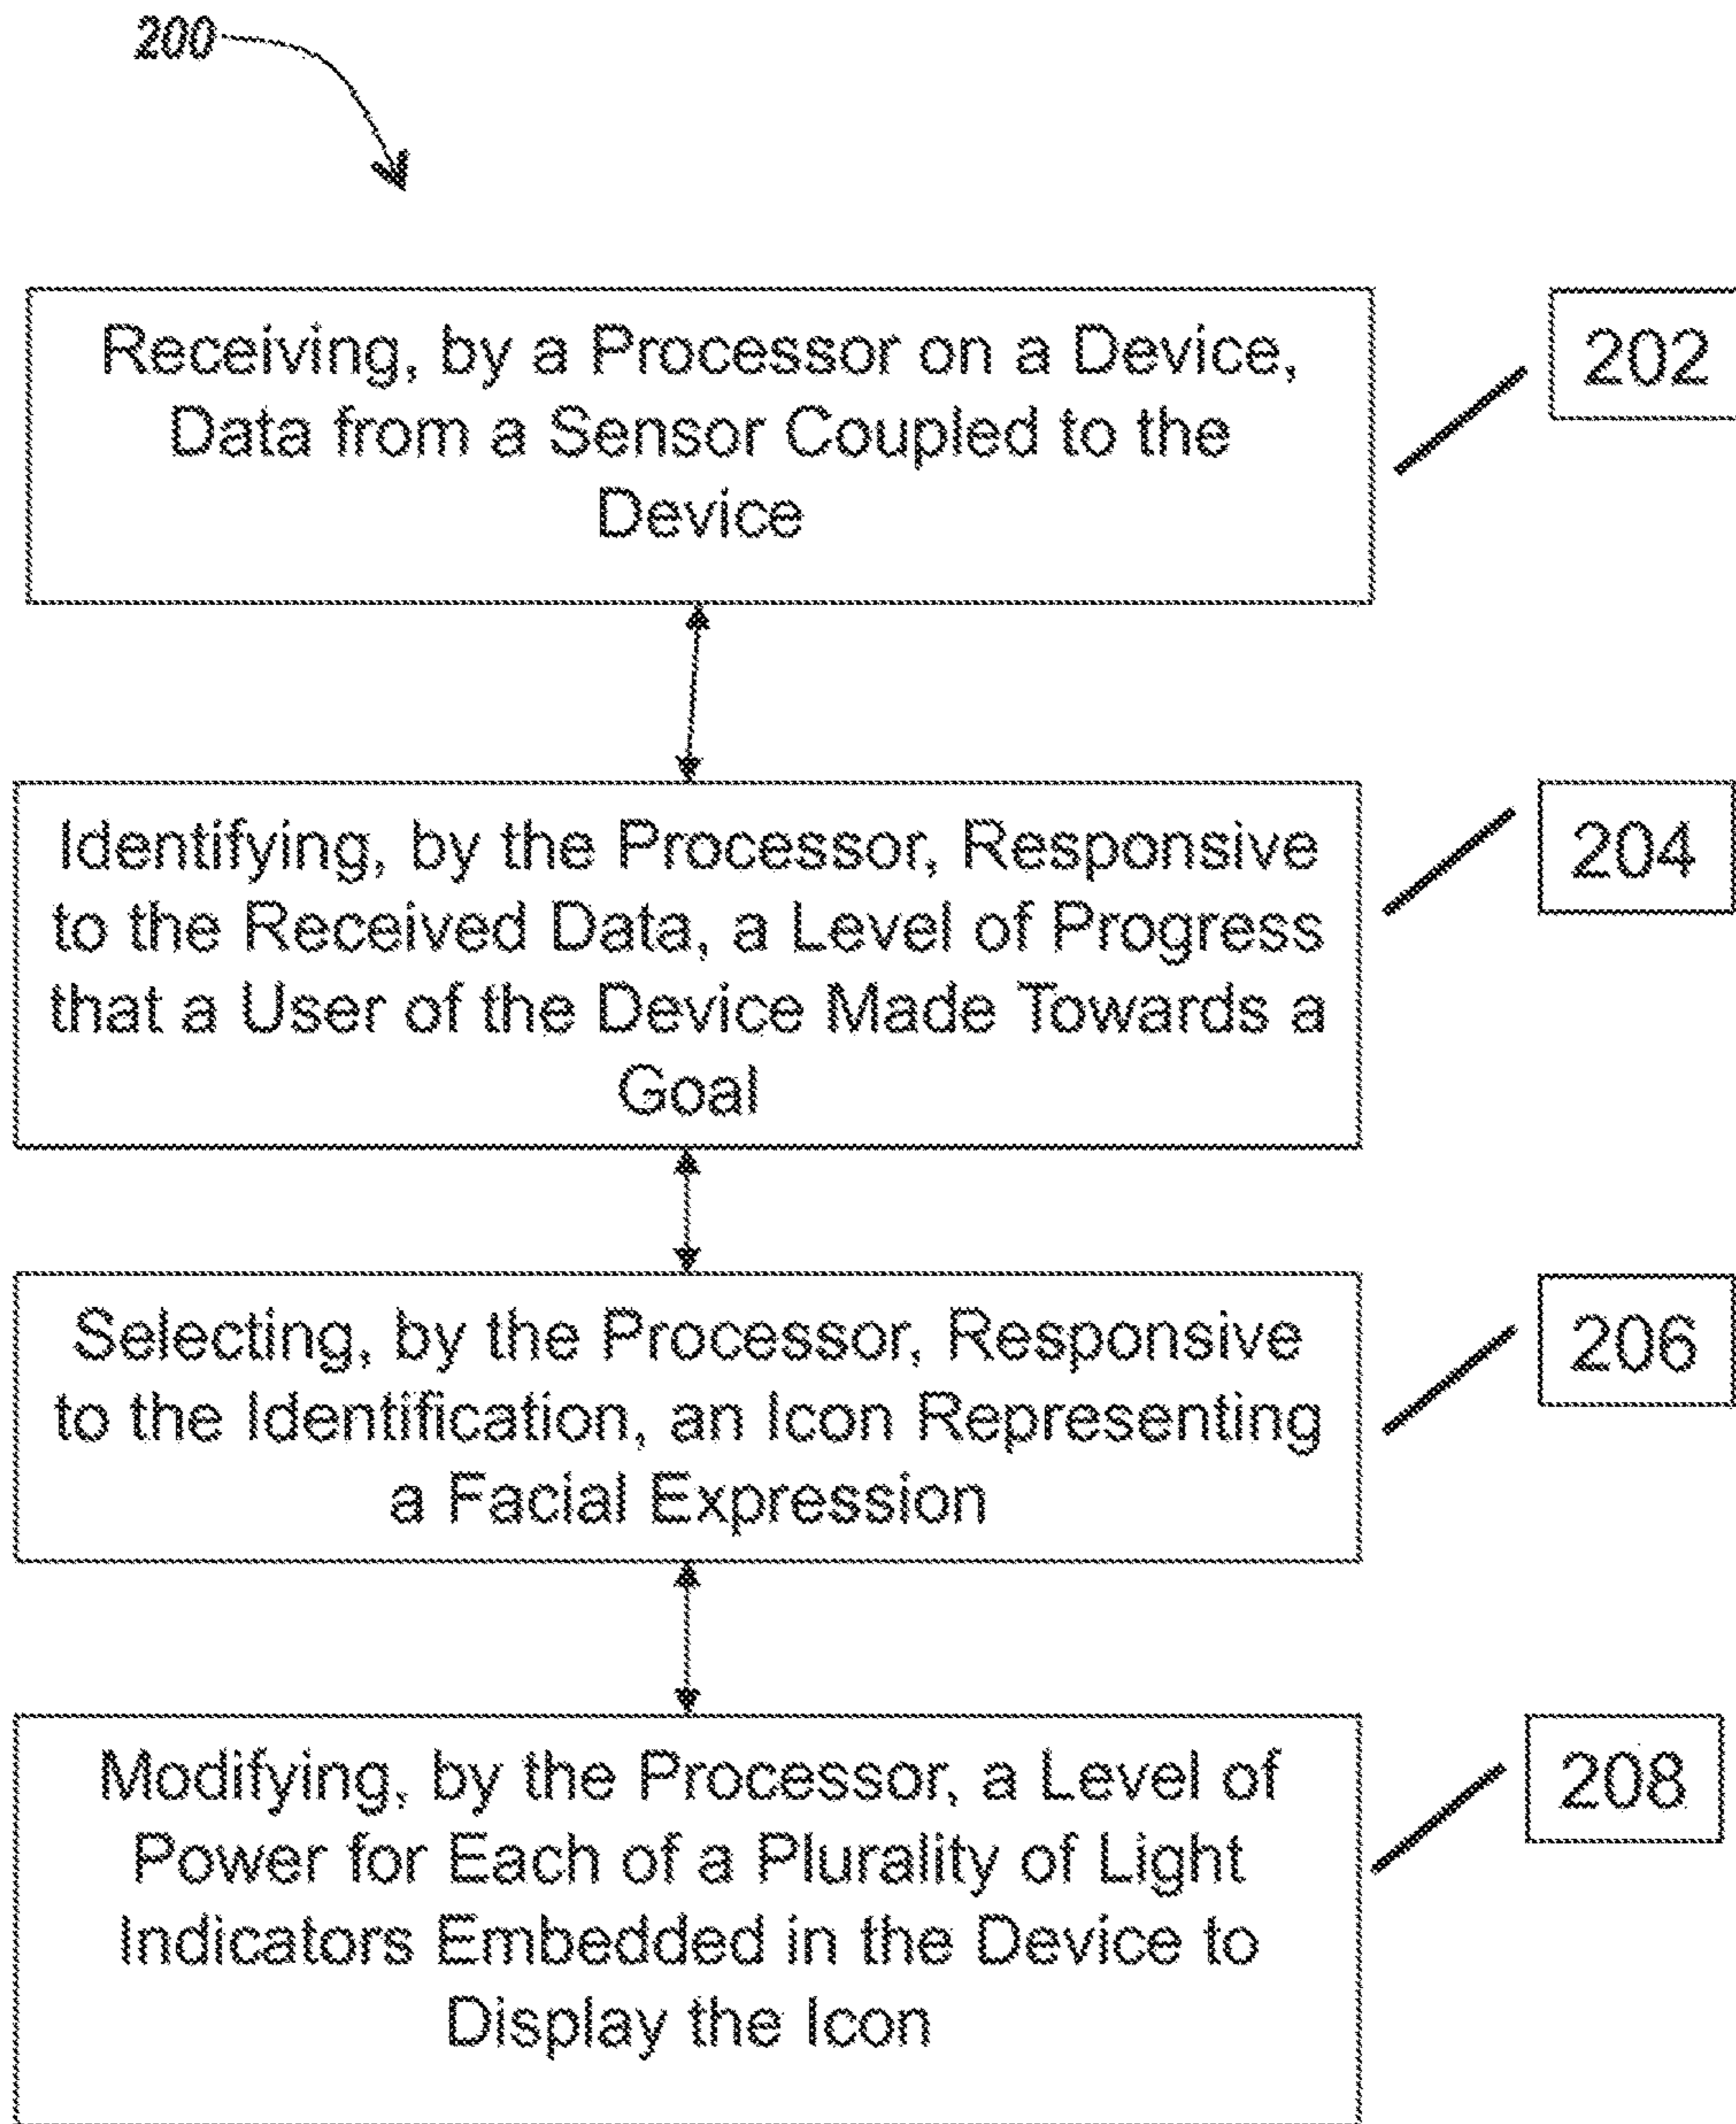 200
Receiving, by a Processor on a Device,
Data from a Sensor Coupled to the
Device
202
Identifying, by the Processor, Responsive
to the Received Data, a Level of Progress
that a User of the Device Made Towards a
Goal
204
Selecting, by the Processor, Responsive
to the Identification, an Icon Representing
a Facial Expression
206
Modifying, by the Processor, a Level of
Power for Each of a Plurality of Light
Indicators Embedded in the Device to
Display the Icon
208